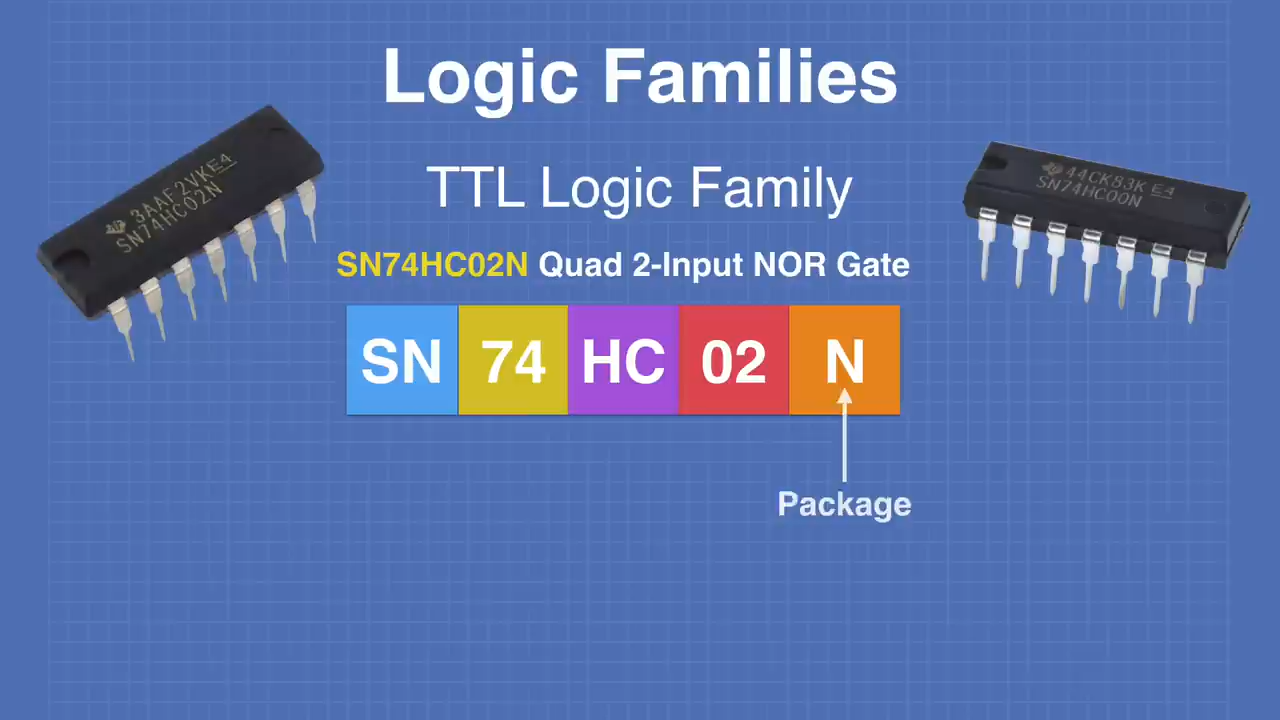 Logic Families
TTL Logic Family
SN74HC02N Quad 2-Input NOR Gate
SN 74 HC 02 N
Package
3AAF2VKE4
SN74HC02N
44CK83K E4
SN74HC00N